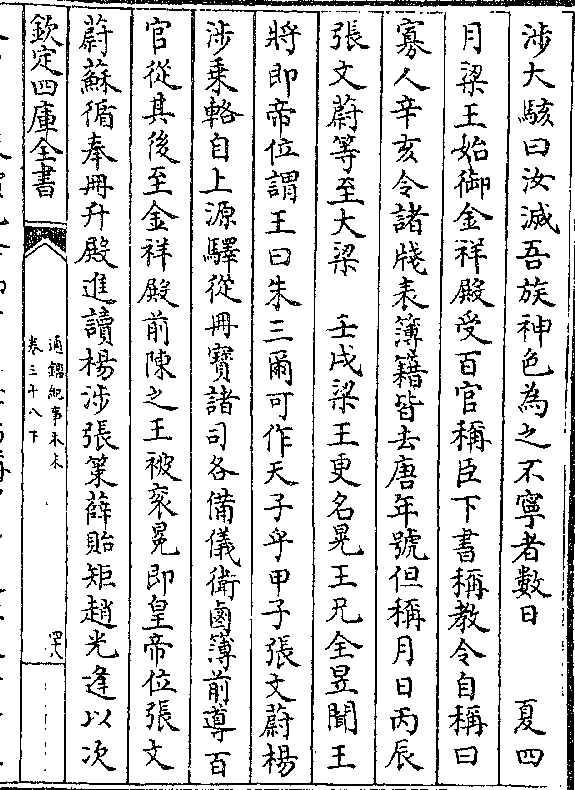 涉大駭曰汝滅吾族神色為之不寧者數日　　夏四
月梁王始御金祥殿受百官稱臣下書稱教令自稱曰
寡人辛亥令諸牋表簿籍皆去唐年號但稱月日丙辰
張文蔚等至大梁　壬戌梁王更名晃王兄全昱聞王
將即帝位謂王曰朱三爾可作天子乎甲子張文蔚楊
涉乗輅自上源驛從冊寶諸司各備儀衛鹵簿前導百
官從其後至金祥殿前陳之王被衮冕即皇帝位張文
蔚蘇循奉冊升殿進讀楊涉張策薛貽矩趙光逢以次
欽定四庫全書
通鑑紀事本末
卷三十八下